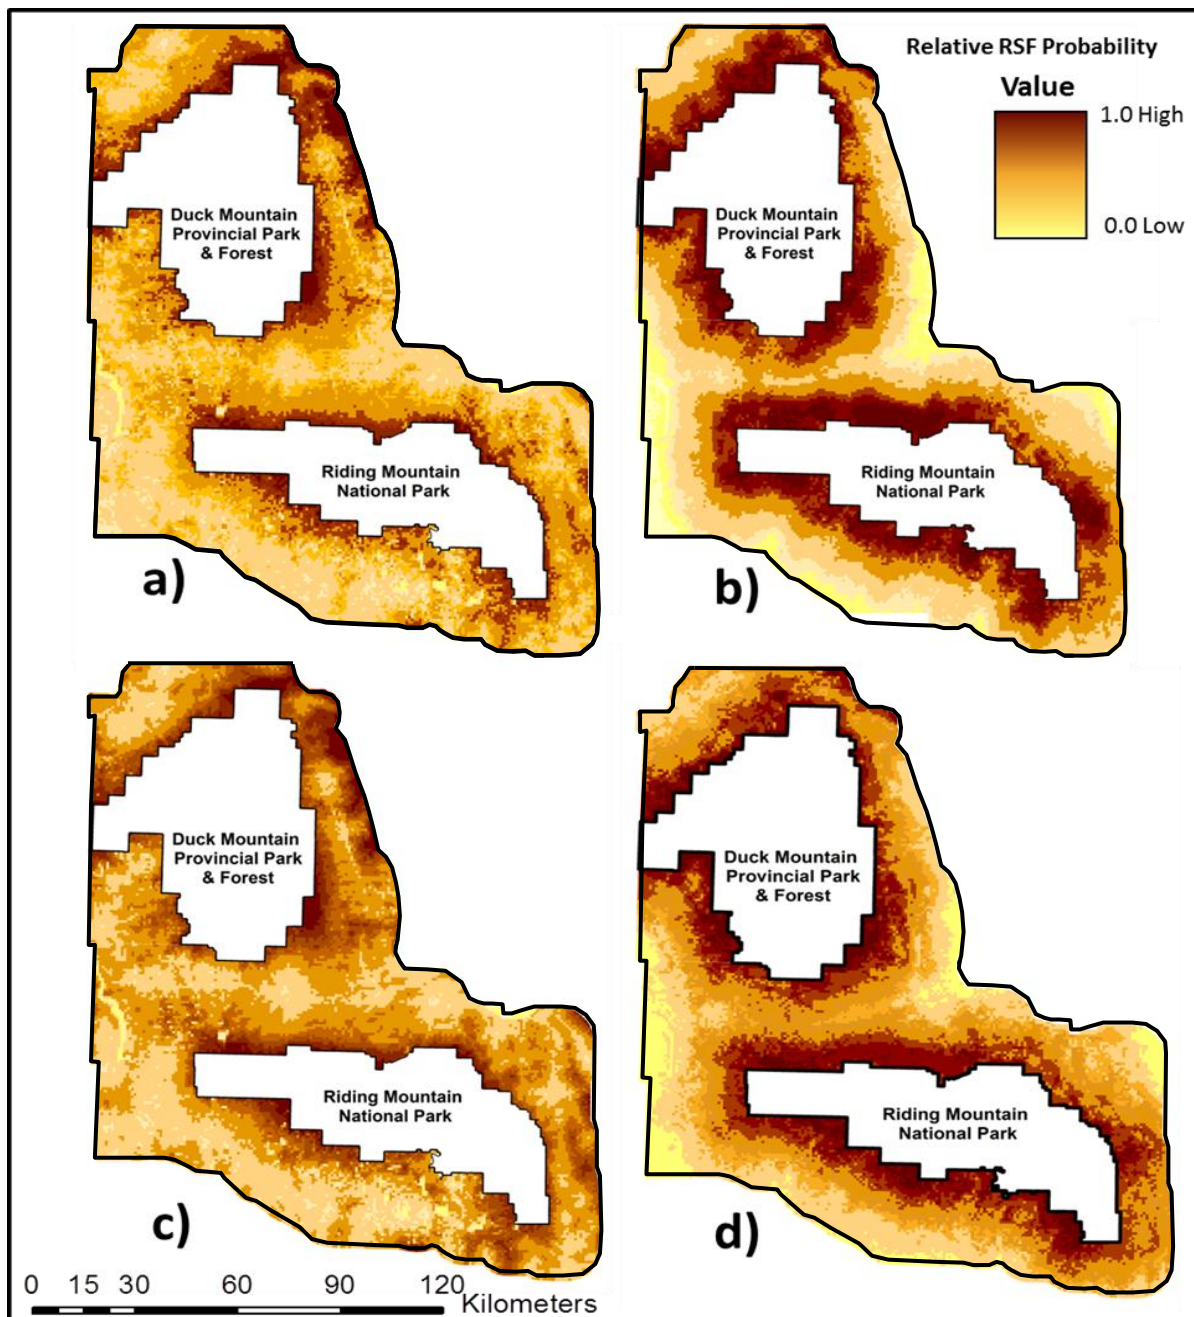 Relative RSF Probability
Value
1.0 High
0.0 Low
Duck Mountain
Provincial Park
& Forest
Riding Mountain
National Park
a)
Duck Mountain
Provincial Park
& Forest
Riding Mountain
National Park
b)
Duck Mountain
Provincial Park
& Forest
Riding Mountain
National Park
c)
Duck Mountain
Provincial Park
& Forest
Riding Mountain
National Park
d)
0 15 30 60 90 120
Kilometers